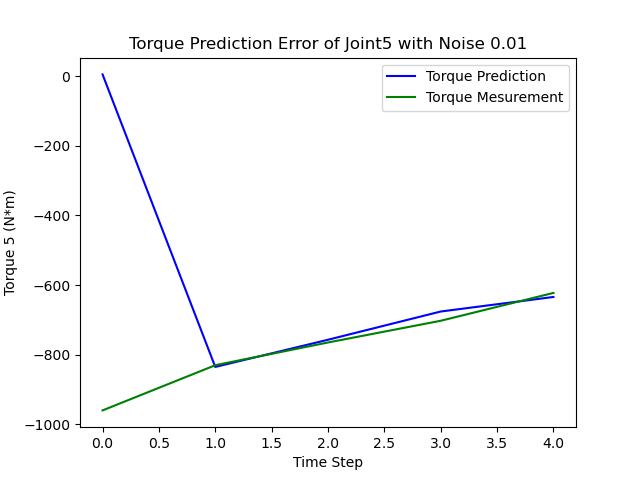 Torque Prediction Error of Joint5 with Noise 0.01
Torque Prediction
Torque Mesurement
0
−200
−400
−600
−800
−1000
Torque 5 (N*m)
0.0 0.5 1.0 1.5 2.0 2.5 3.0 3.5 4.0
Time Step